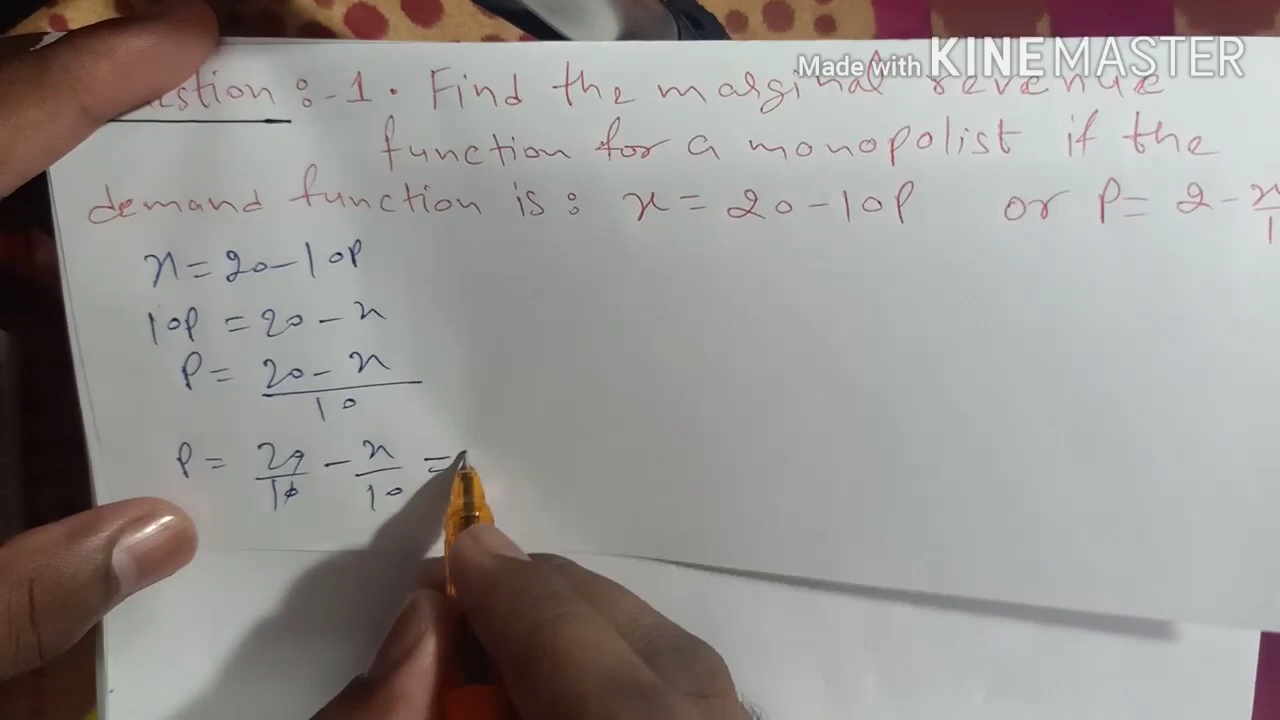 Made with KINEMASTER
estion :- 1. Find the marginal revenue
function for a monopolist if the
demand function is: x = 20 - 10P or P = 2 - x/1
x = 20 - 10P
10P = 20 - x
P = 20 - x
10
P = 20/10 - x/10 =